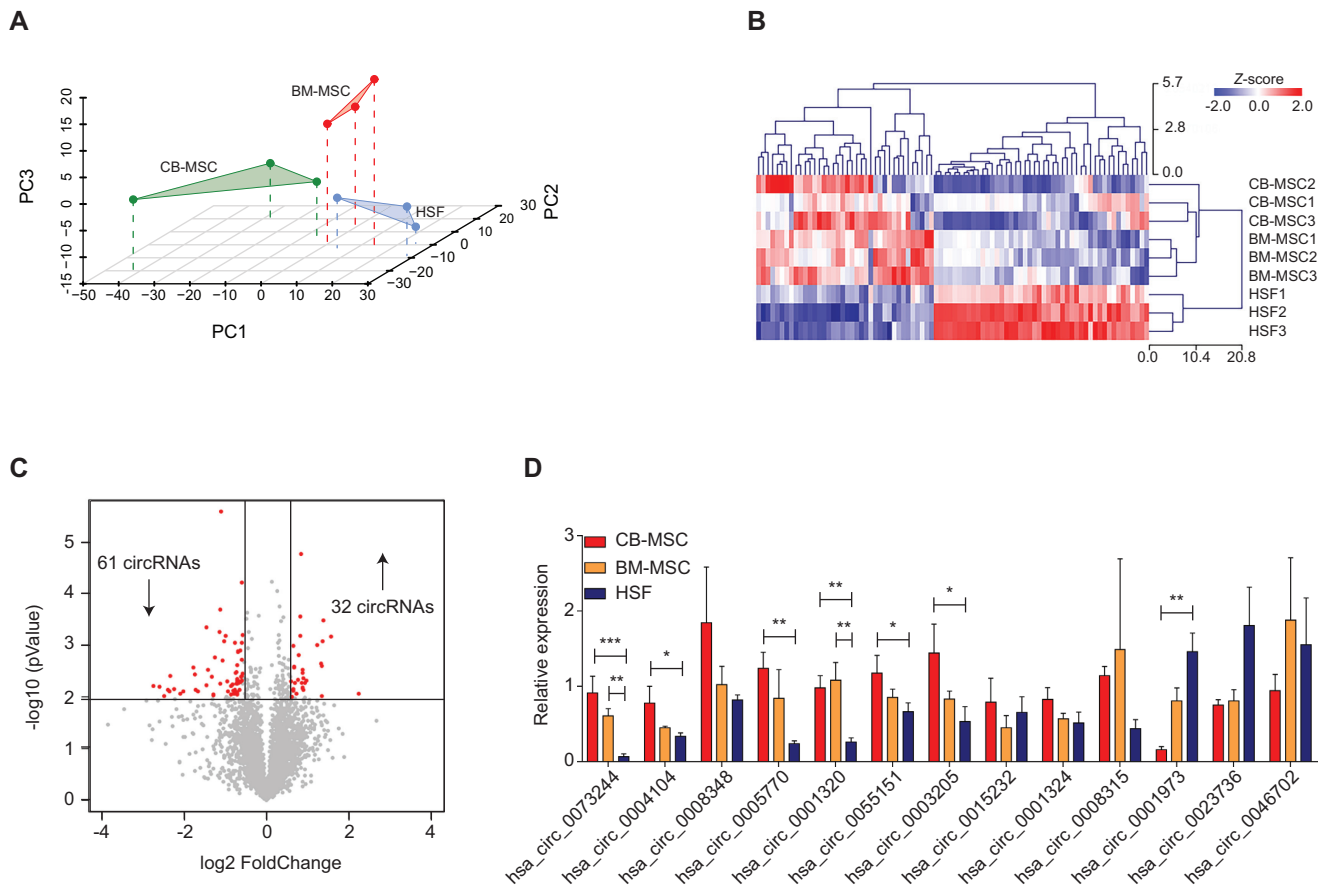 A
BM-MSC
CB-MSC
HSF
PC3
20
15
10
5
0
−5
−10
−15
−50
−40
−30
−20
−10
0
10
20
30
PC1
−30
−20
−10
0
10
20
30
PC2
B
5.7
2.8
0.0
Z-score
-2.0 0.0 2.0
CB-MSC2
CB-MSC1
CB-MSC3
BM-MSC1
BM-MSC2
BM-MSC3
HSF1
HSF2
HSF3
0.0 10.4 20.8
C
61 circRNAs
32 circRNAs
-log10 (pValue)
5
4
3
2
1
0
-4 -2 0 2 4
log2 FoldChange
D
CB-MSC
BM-MSC
HSF
Relative expression
3
2
1
0
***
**
*
**
**
**
*
*
**
hsa_circ_0073244
hsa_circ_0004104
hsa_circ_0008348
hsa_circ_0005770
hsa_circ_0001320
hsa_circ_0055151
hsa_circ_0003205
hsa_circ_0015232
hsa_circ_0001324
hsa_circ_0008315
hsa_circ_0001973
hsa_circ_0023736
hsa_circ_0046702